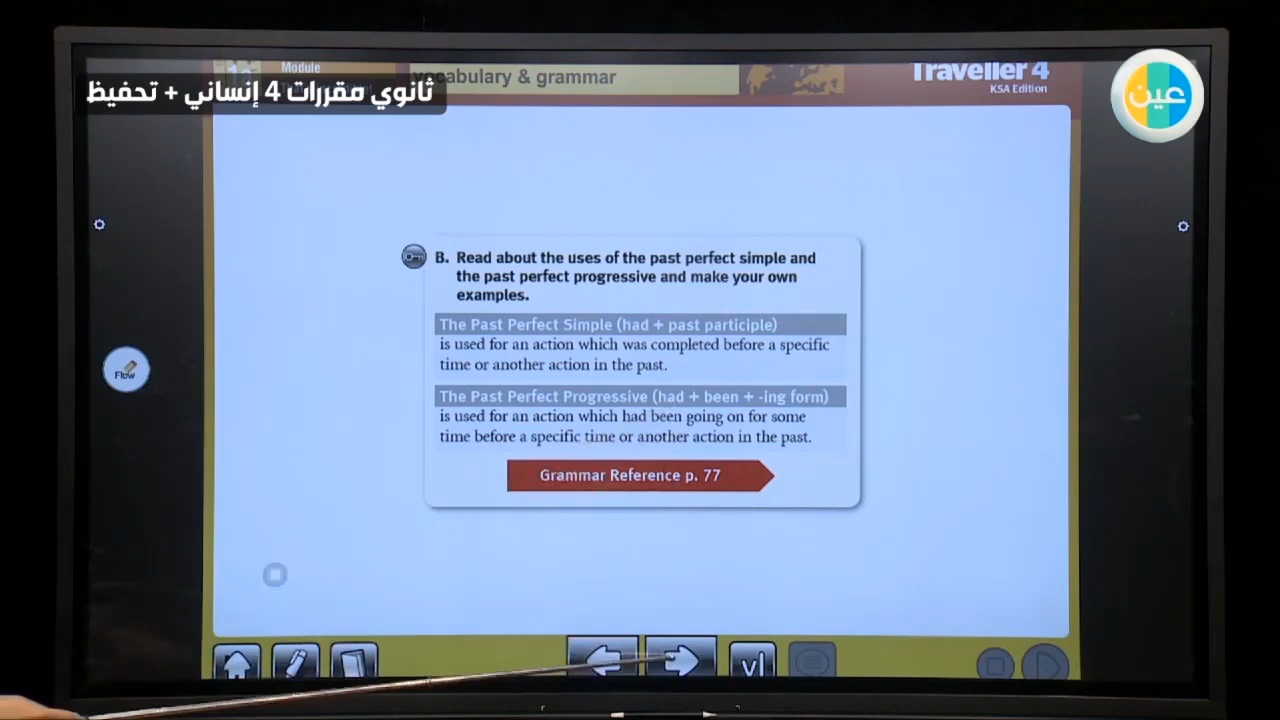 Module
vocabulary & grammar
Traveller 4
KSA Edition
ثانوي مقررات 4 إنساني + تحفيظ
عين
B. Read about the uses of the past perfect simple and
the past perfect progressive and make your own
examples.
The Past Perfect Simple (had + past participle)
is used for an action which was completed before a specific
time or another action in the past.
The Past Perfect Progressive (had + been + -ing form)
is used for an action which had been going on for some
time before a specific time or another action in the past.
Grammar Reference p. 77
Flow